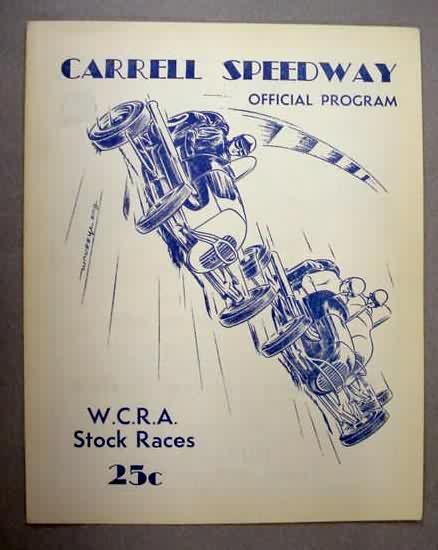 CARRELL SPEEDWAY
OFFICIAL PROGRAM
W.C.R.A.
Stock Races
25c